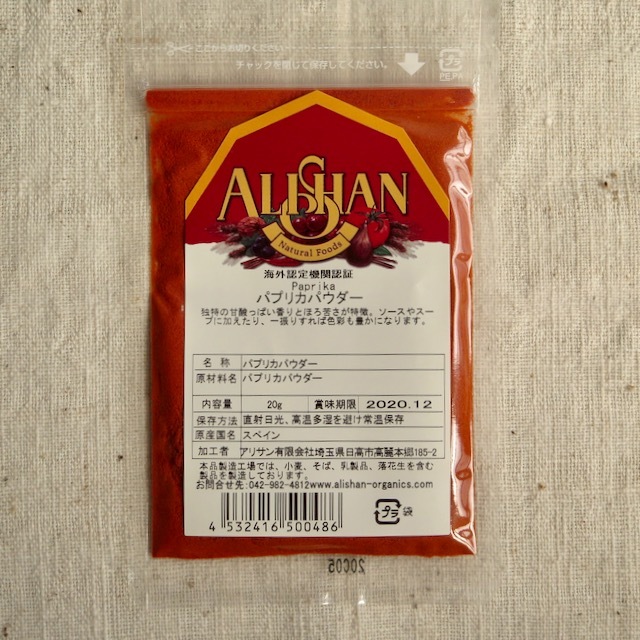 ここからお切りください
チャックを閉じて保存してください。
プラ
PE,PA
ALISHAN
S
Natural Foods
海外認定機関認証
Paprika
パプリカパウダー
独特の甘酸っぱい香りとほろ苦さが特徴。ソースやスー
プに加えたり、一振りすれば色彩も豊かになります。
名 称 パプリカパウダー
原材料名 パプリカパウダー
内容量 20g 賞味期限 2020.12
保存方法 直射日光、高温多湿を避け常温保存
原産国名 スペイン
加工者 アリサン有限会社埼玉県日高市高麗本郷185-2
本品製造工場では、小麦、そば、乳製品、落花生を含む
製品を製造しております。
お問合せ先:042-982-4812www.alishan-organics.com
4 532416 500486
プラ 袋
20C05